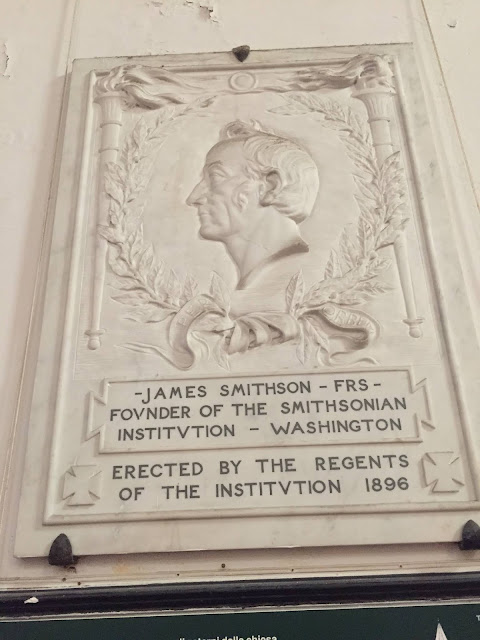 -JAMES SMITHSON - FRS-
FOVNDER OF THE SMITHSONIAN
INSTITVTION - WASHINGTON
ERECTED BY THE REGENTS
OF THE INSTITVTION 1896